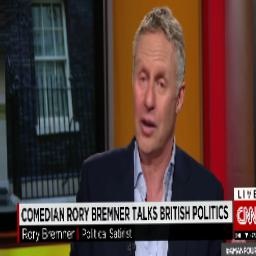 LIVE
CNN
COMEDIAN RORY BREMNER TALKS BRITISH POLITICS
Rory Bremner | Political Satirist